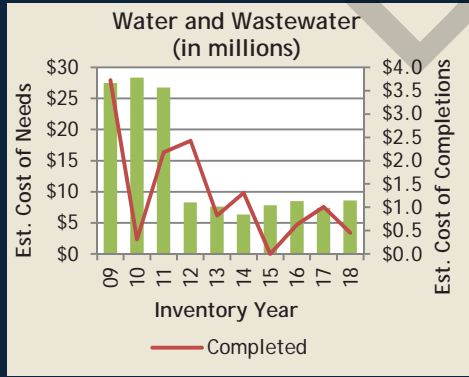 Water and Wastewater
(in millions)
Est. Cost of Needs
$30
$25
$20
$15
$10
$5
$0
$4.0
$3.5
$3.0
$2.5
$2.0
$1.5
$1.0
$0.5
$0.0
Est. Cost of Completions
09 10 11 12 13 14 15 16 17 18
Inventory Year
Completed